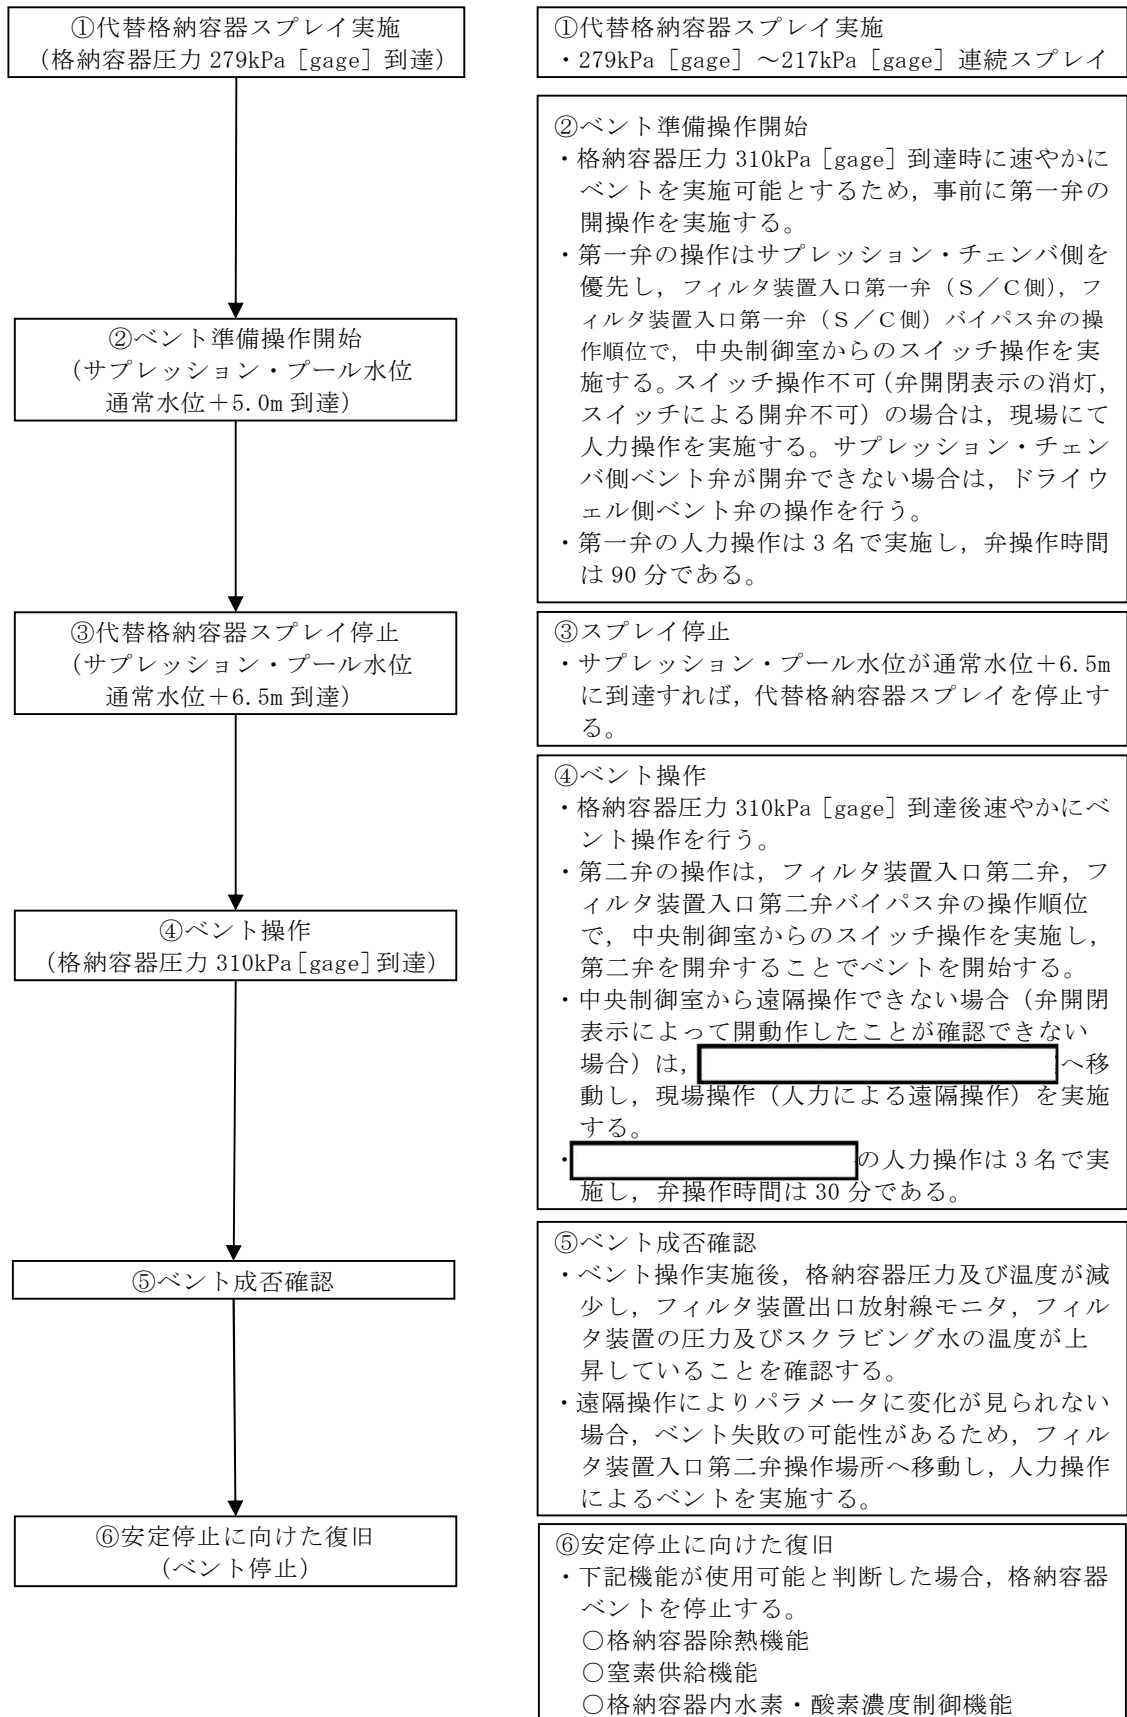 ①代替格納容器スプレイ実施
(格納容器圧力 279kPa［gage］到達)
②ベント準備操作開始
(サプレッション・プール水位
通常水位＋5.0m 到達)
③代替格納容器スプレイ停止
(サプレッション・プール水位
通常水位＋6.5m 到達)
④ベント操作
(格納容器圧力 310kPa［gage］到達)
⑤ベント成否確認
⑥安定停止に向けた復旧
(ベント停止)
①代替格納容器スプレイ実施
・279kPa［gage］～217kPa［gage］連続スプレイ
②ベント準備操作開始
・格納容器圧力 310kPa［gage］到達時に速やかに
ベントを実施可能とするため，事前に第一弁の
開操作を実施する。
・第一弁の操作はサプレッション・チェンバ側を
優先し，フィルタ装置入口第一弁（Ｓ／Ｃ側），フ
ィルタ装置入口第一弁（Ｓ／Ｃ側）バイパス弁の操
作順位で，中央制御室からのスイッチ操作を実
施する。スイッチ操作不可（弁開閉表示の消灯，
スイッチによる開弁不可）の場合は，現場にて
人力操作を実施する。サプレッション・チェン
バ側ベント弁が開弁できない場合は，ドライウ
ェル側ベント弁の操作を行う。
・第一弁の人力操作は 3 名で実施し，弁操作時間
は 90 分である。
③スプレイ停止
・サプレッション・プール水位が通常水位＋6.5m
に到達すれば，代替格納容器スプレイを停止す
る。
④ベント操作
・格納容器圧力 310kPa［gage］到達後速やかにベ
ント操作を行う。
・第二弁の操作は，フィルタ装置入口第二弁，フ
ィルタ装置入口第二弁バイパス弁の操作順位
で，中央制御室からのスイッチ操作を実施し，
第二弁を開弁することでベントを開始する。
・中央制御室から遠隔操作できない場合（弁開閉
表示によって開動作したことが確認できない
場合）は，へ移
動し，現場操作（人力による遠隔操作）を実施
する。
・の人力操作は 3 名で実
施し，弁操作時間は 30 分である。
⑤ベント成否確認
・ベント操作実施後，格納容器圧力及び温度が減
少し，フィルタ装置出口放射線モニタ，フィル
タ装置の圧力及びスクラビング水の温度が上
昇していることを確認する。
・遠隔操作によりパラメータに変化が見られない
場合，ベント失敗の可能性があるため，フィル
タ装置入口第二弁操作場所へ移動し，人力操作
によるベントを実施する。
⑥安定停止に向けた復旧
・下記機能が使用可能と判断した場合，格納容器
ベントを停止する。
○格納容器除熱機能
○窒素供給機能
○格納容器内水素・酸素濃度制御機能